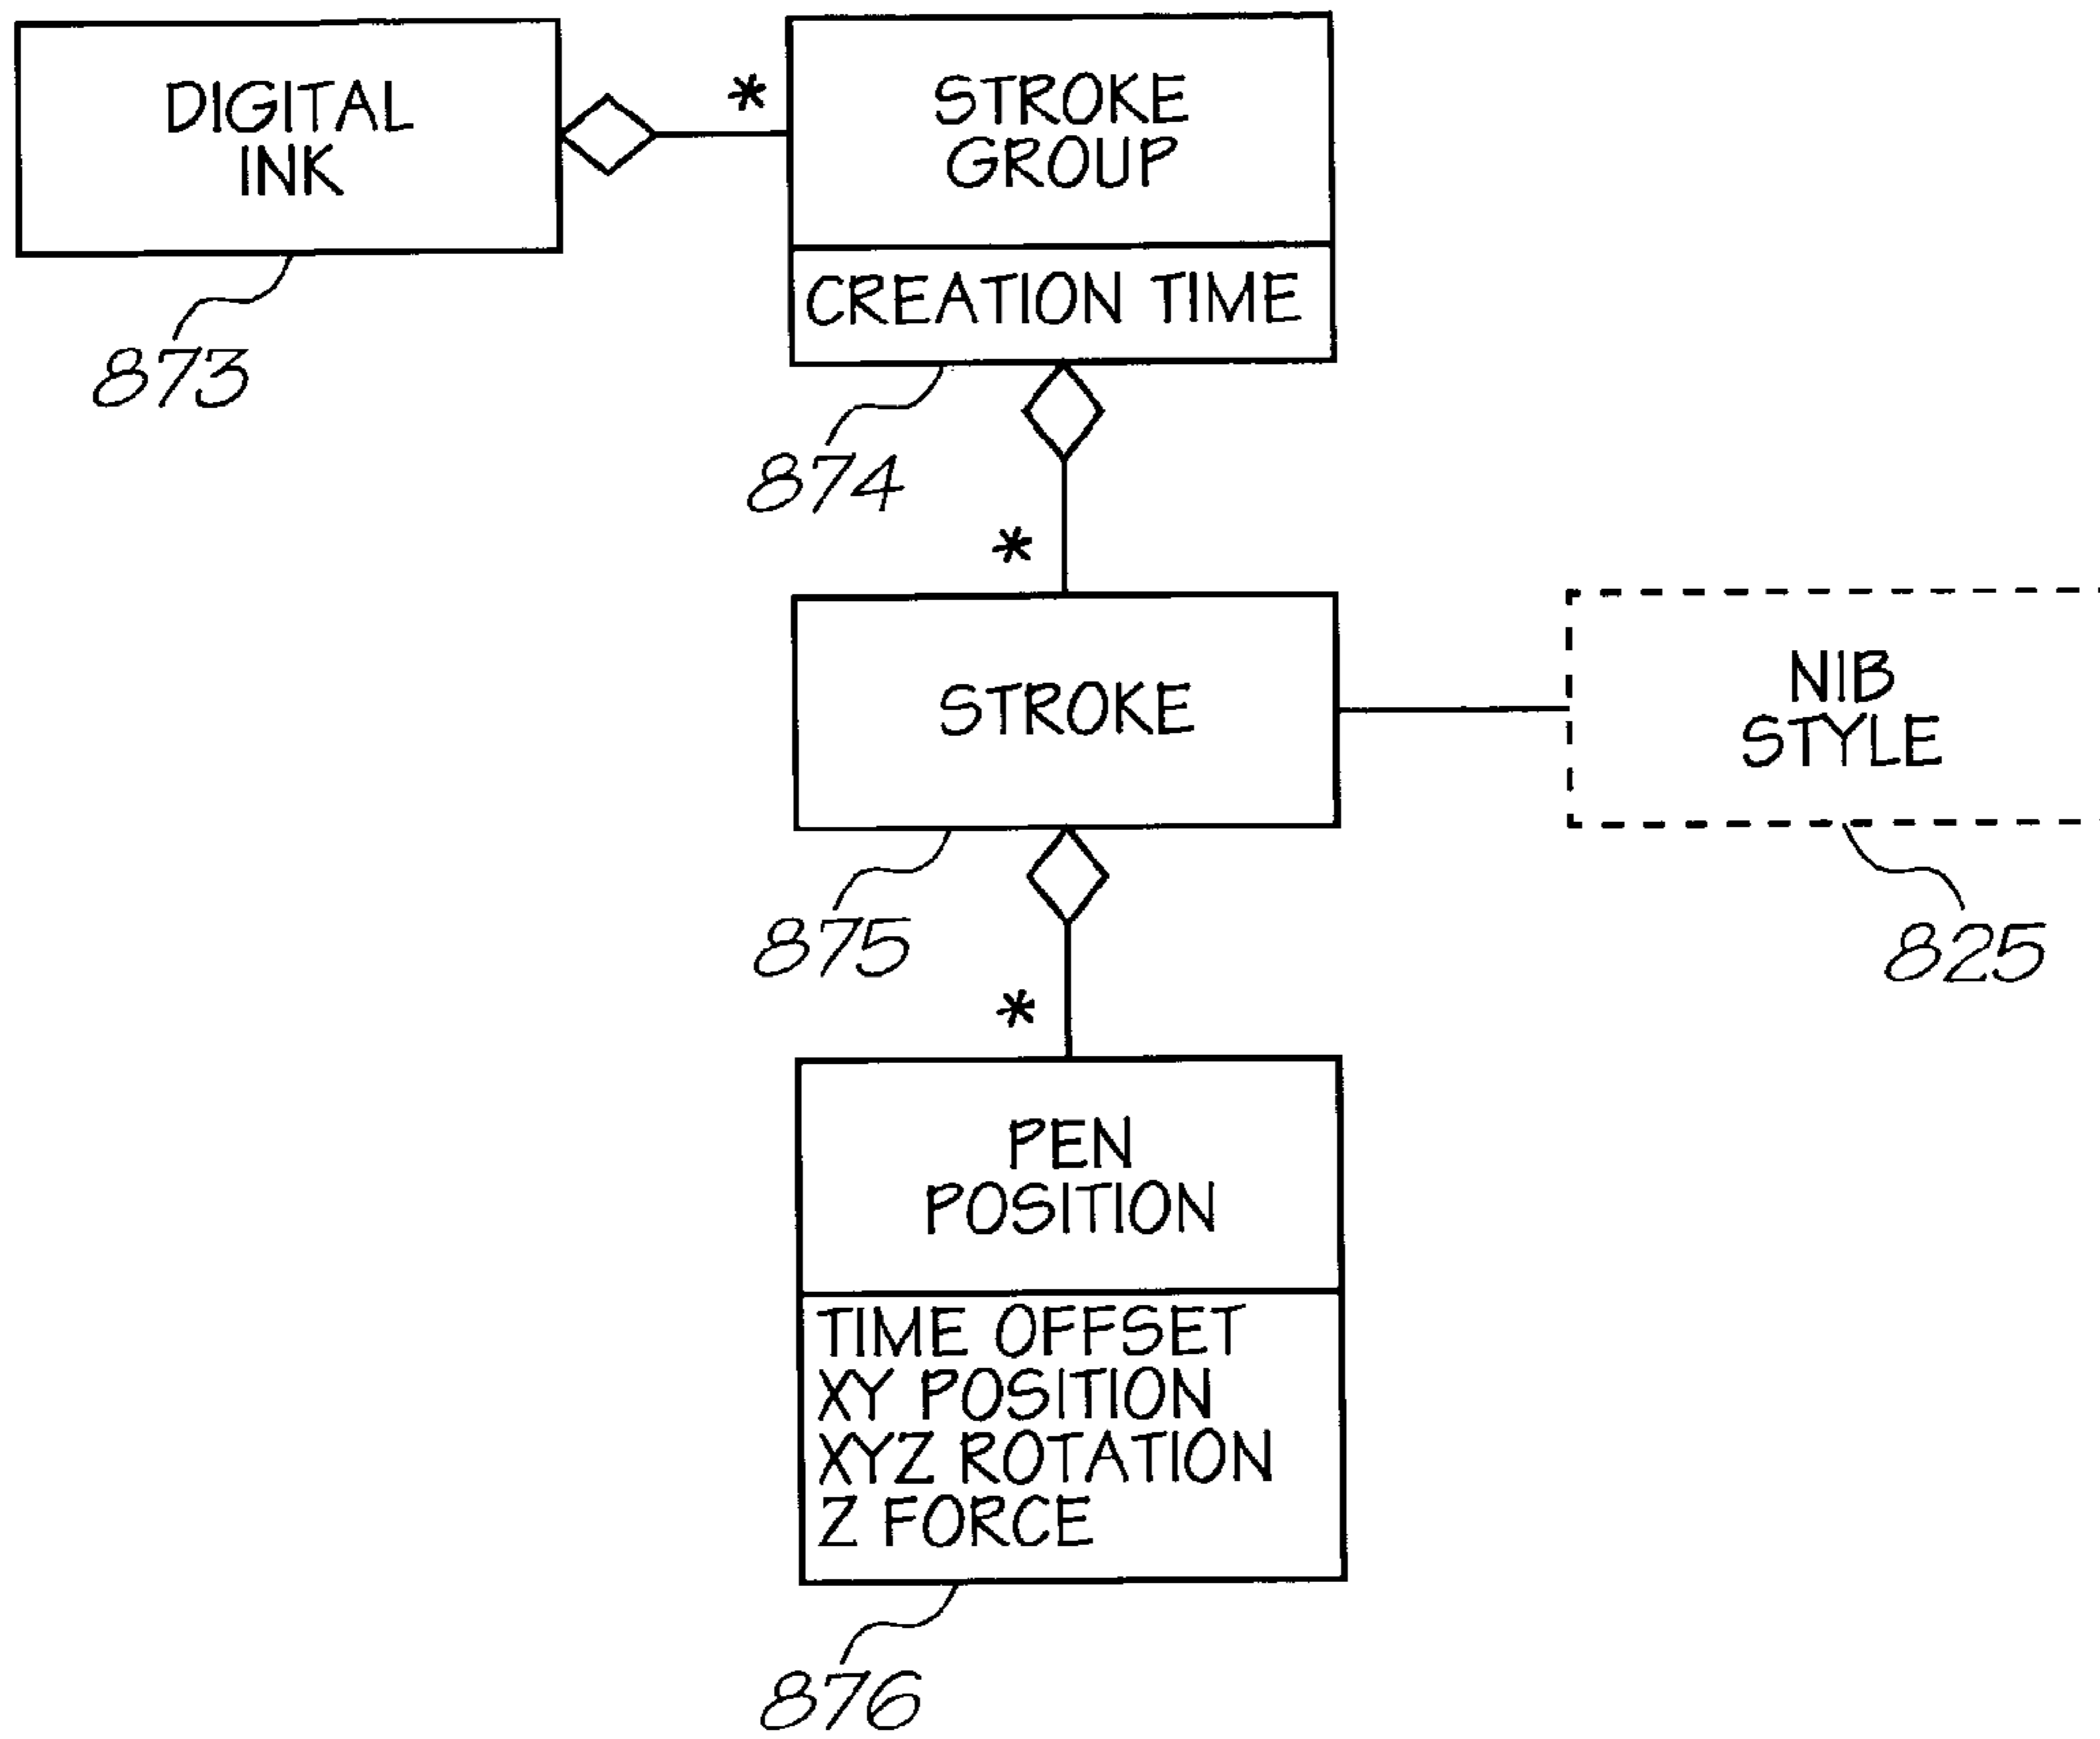 DIGITAL
INK
873
*
STROKE
GROUP
CREATION TIME
874
*
STROKE
875
NIB
STYLE
825
*
PEN
POSITION
TIME OFFSET
XY POSITION
XYZ ROTATION
Z FORCE
876